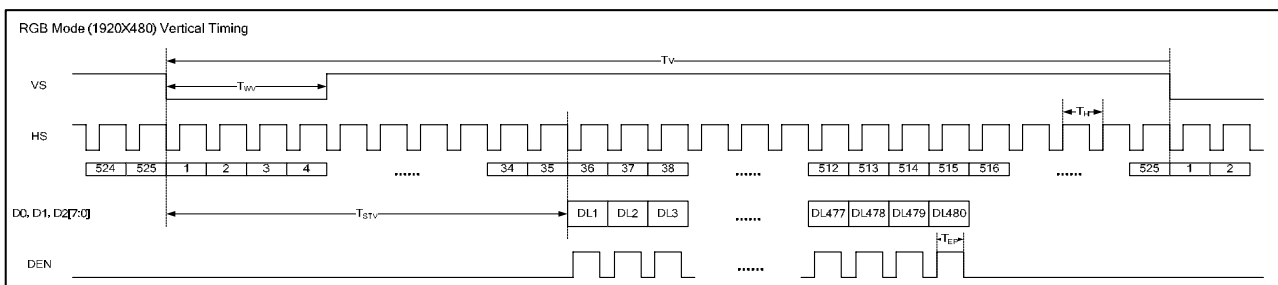 RGB Mode (1920X480) Vertical Timing
Tv
VS
TWV
THF
HS
524 525 1 2 3 4 ...... 34 35 36 37 38 ...... 512 513 514 515 516 ...... 525 1 2
D0, D1, D2[7:0]
TSTV
DL1 DL2 DL3 ...... DL477 DL478 DL479 DL480
TEP
DEN
......